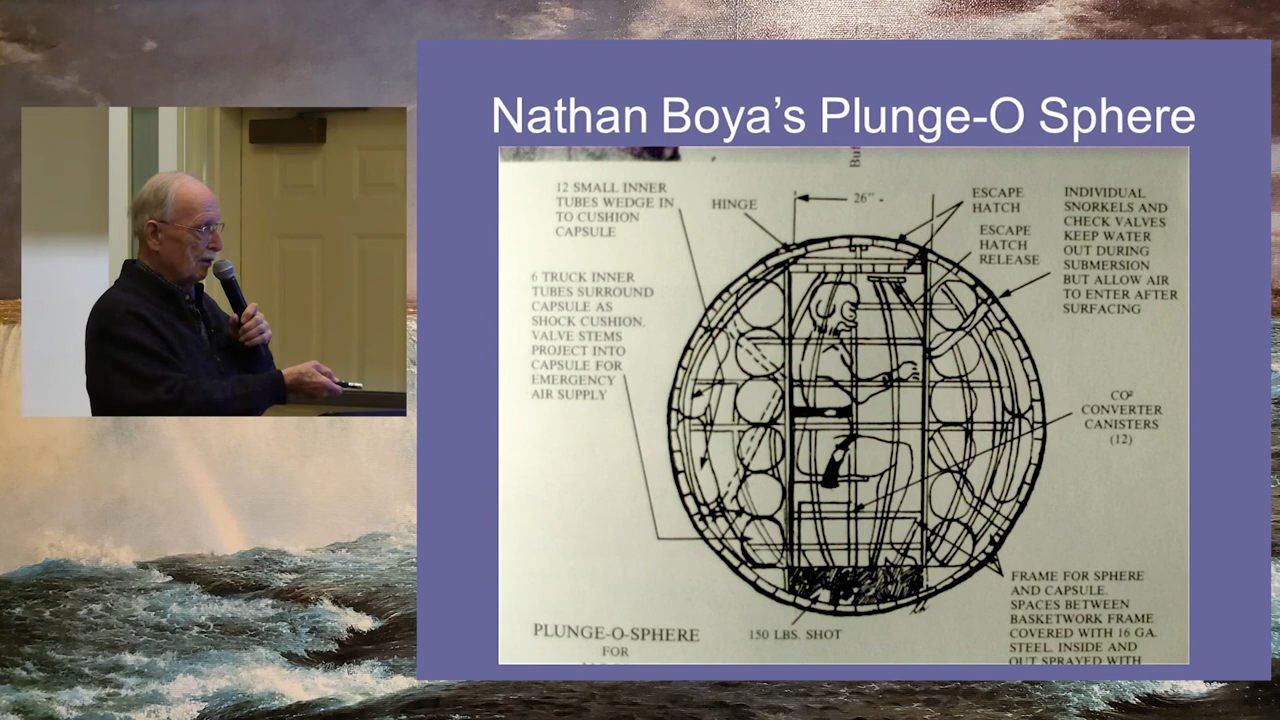 Nathan Boya's Plunge-O Sphere
12 SMALL INNER
TUBES WEDGE IN
TO CUSHION
CAPSULE
HINGE
26"
ESCAPE
HATCH
ESCAPE
HATCH
RELEASE
INDIVIDUAL
SNORKELS AND
CHECK VALVES
KEEP WATER
OUT DURING
SUBMERSION
BUT ALLOW AIR
TO ENTER AFTER
SURFACING
6 TRUCK INNER
TUBES SURROUND
CAPSULE AS
SHOCK CUSHION.
VALVE STEMS
PROJECT INTO
CAPSULE FOR
EMERGENCY
AIR SUPPLY
CO²
CONVERTER
CANISTERS
(12)
FRAME FOR SPHERE
AND CAPSULE.
SPACES BETWEEN
BASKETWORK FRAME
COVERED WITH 16 GA.
STEEL. INSIDE AND
OUT SPRAYED WITH
150 LBS. SHOT
PLUNGE-O-SPHERE
FOR